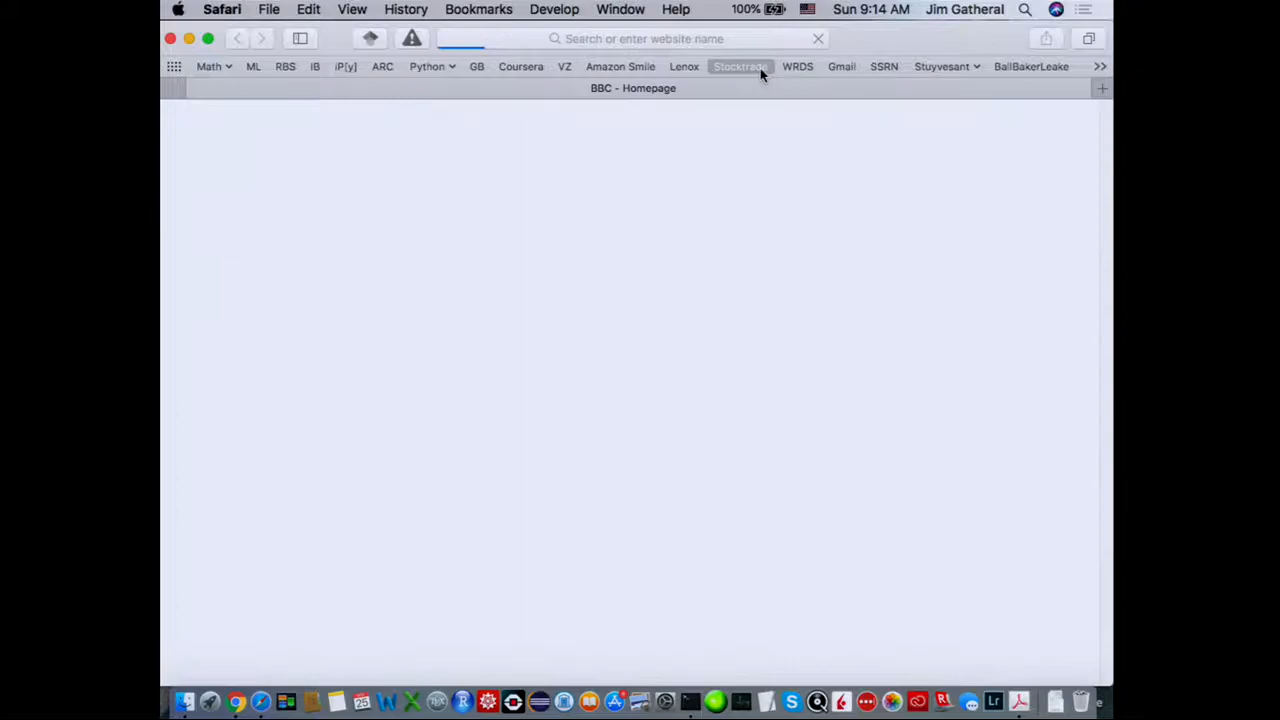 Safari File Edit View History Bookmarks Develop Window Help 100% Sun 9:14 AM Jim Gatheral
Search or enter website name
Math ML RBS IB iP[y] ARC Python GB Coursera VZ Amazon Smile Lenox Stocktrade WRDS Gmail SSRN Stuyvesant BallBakerLeake >>
BBC - Homepage
25